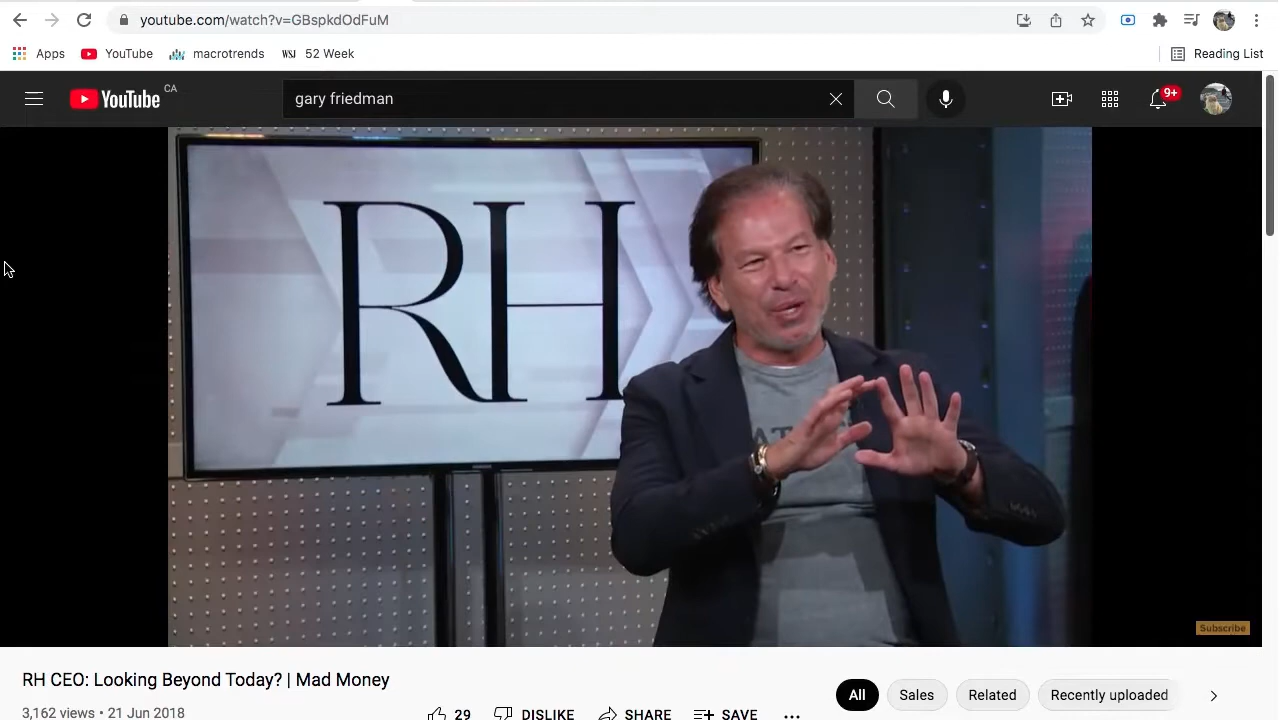 youtube.com/watch?v=GBspkdOdFuM
Apps YouTube macrotrends WSJ 52 Week Reading List
YouTube CA gary friedman 9+
RH
Subscribe
RH CEO: Looking Beyond Today? | Mad Money
3,162 views • 21 Jun 2018
29 DISLIKE SHARE SAVE ...
All Sales Related Recently uploaded